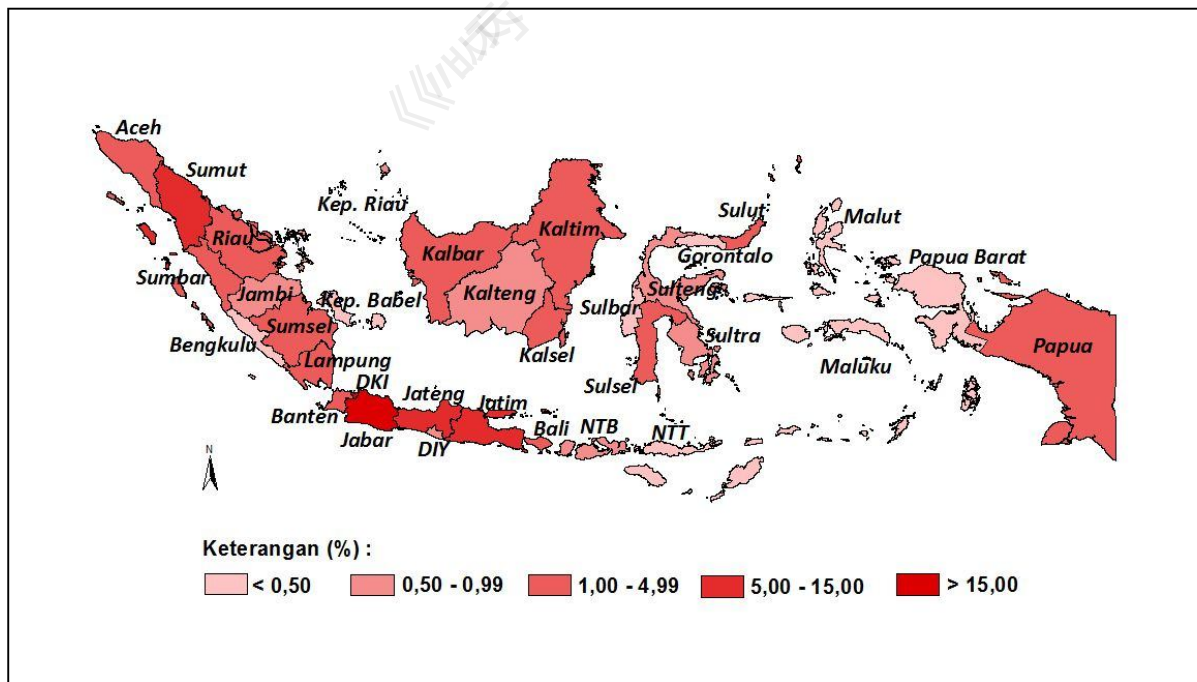 Aceh
Sumut
Kep. Riau
Riau
Sumbar
Jambi
Kep. Babel
Bengkulu
Sumsel
Lampung
DKI
Banten
Jabar
Jateng
DIY
Jatim
Bali
NTB
NTT
Kalbar
Kaltim
Kalteng
Kalsel
Sulut
Gorontalo
Sulteng
Sulbar
Sultra
Sulsel
Malut
Maluku
Papua Barat
Papua
N
Keterangan (%) :
< 0,50 0,50 - 0,99 1,00 - 4,99 5,00 - 15,00 > 15,00